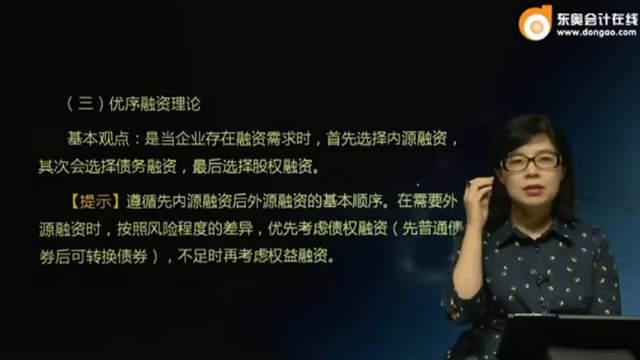 东奥会计在线
www.dongao.com
（三）优序融资理论
基本观点：是当企业存在融资需求时，首先选择内源融资，
其次会选择债务融资，最后选择股权融资。
【提示】遵循先内源融资后外源融资的基本顺序。在需要外
源融资时，按照风险程度的差异，优先考虑债权融资（先普通债
券后可转换债券），不足时再考虑权益融资。